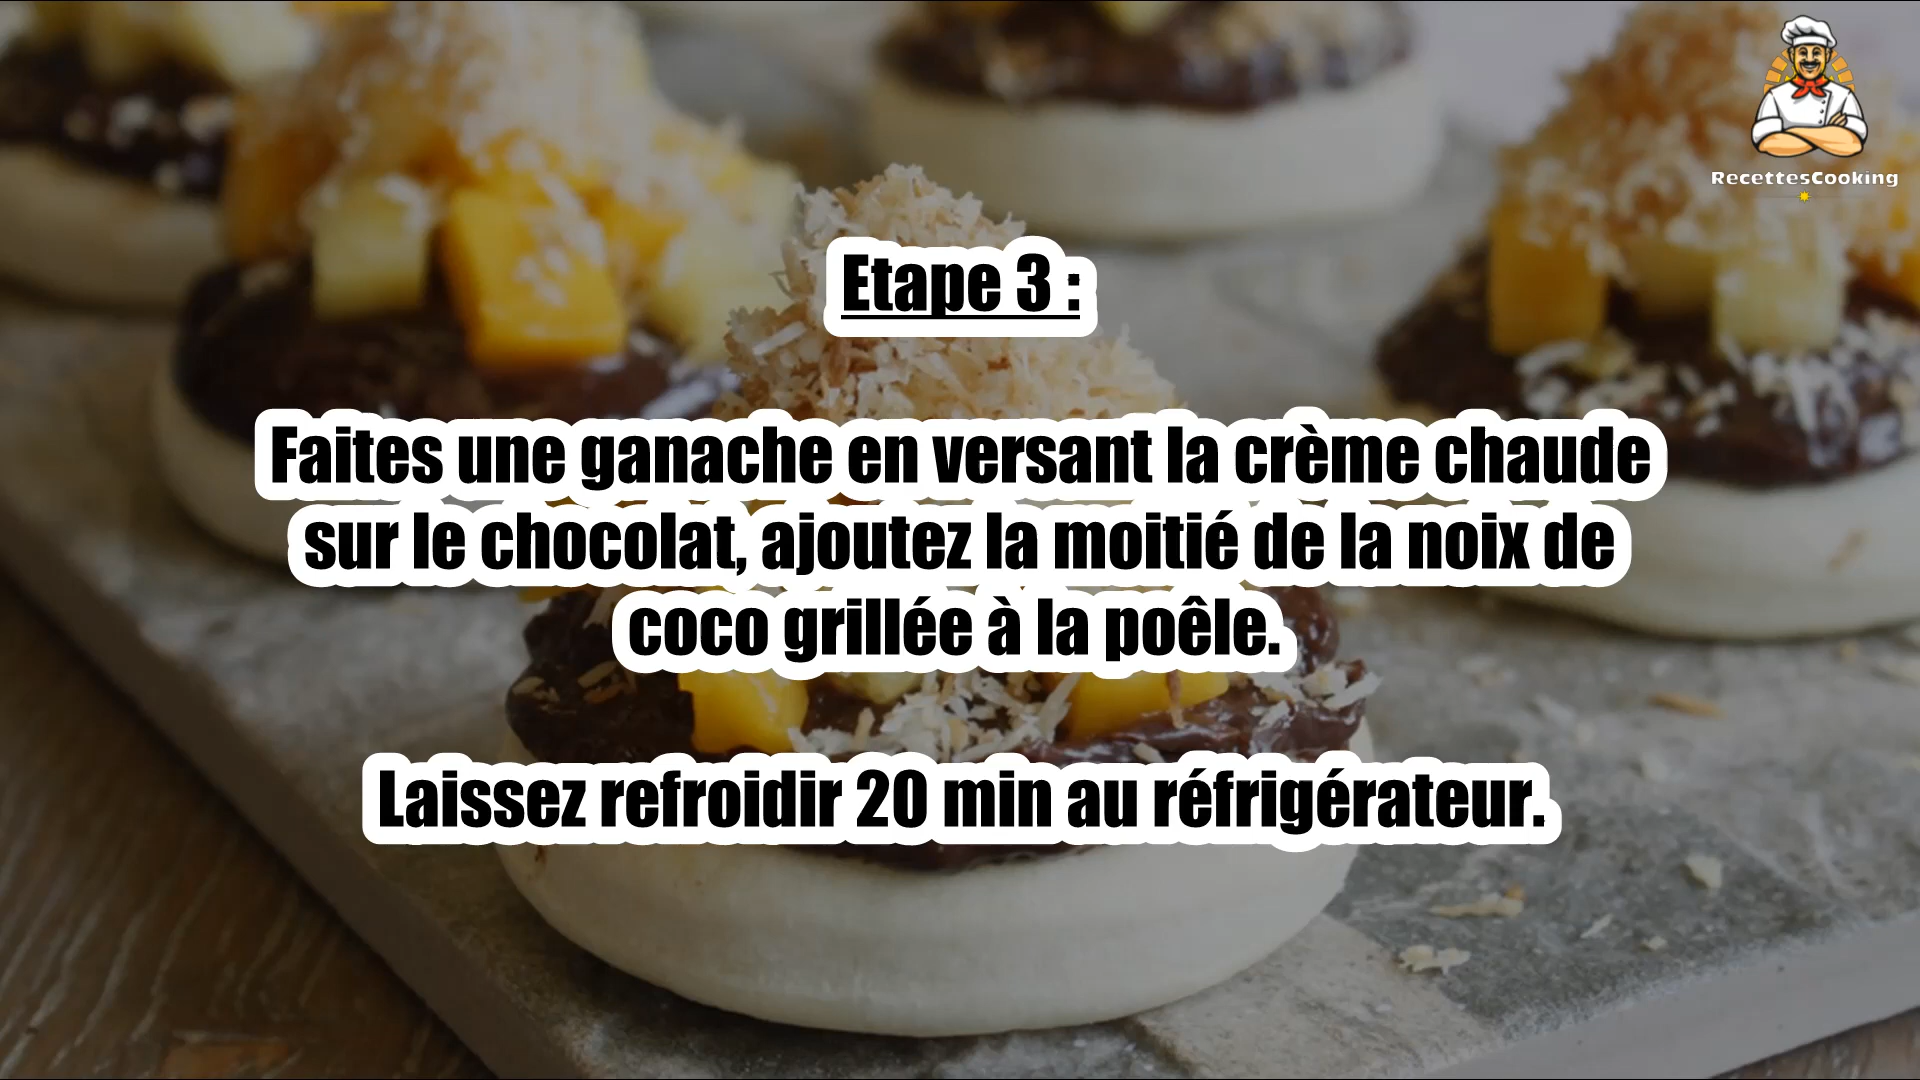 RecettesCooking
Etape 3 :
Faites une ganache en versant la crème chaude
sur le chocolat, ajoutez la moitié de la noix de
coco grillée à la poêle.
Laissez refroidir 20 min au réfrigérateur.